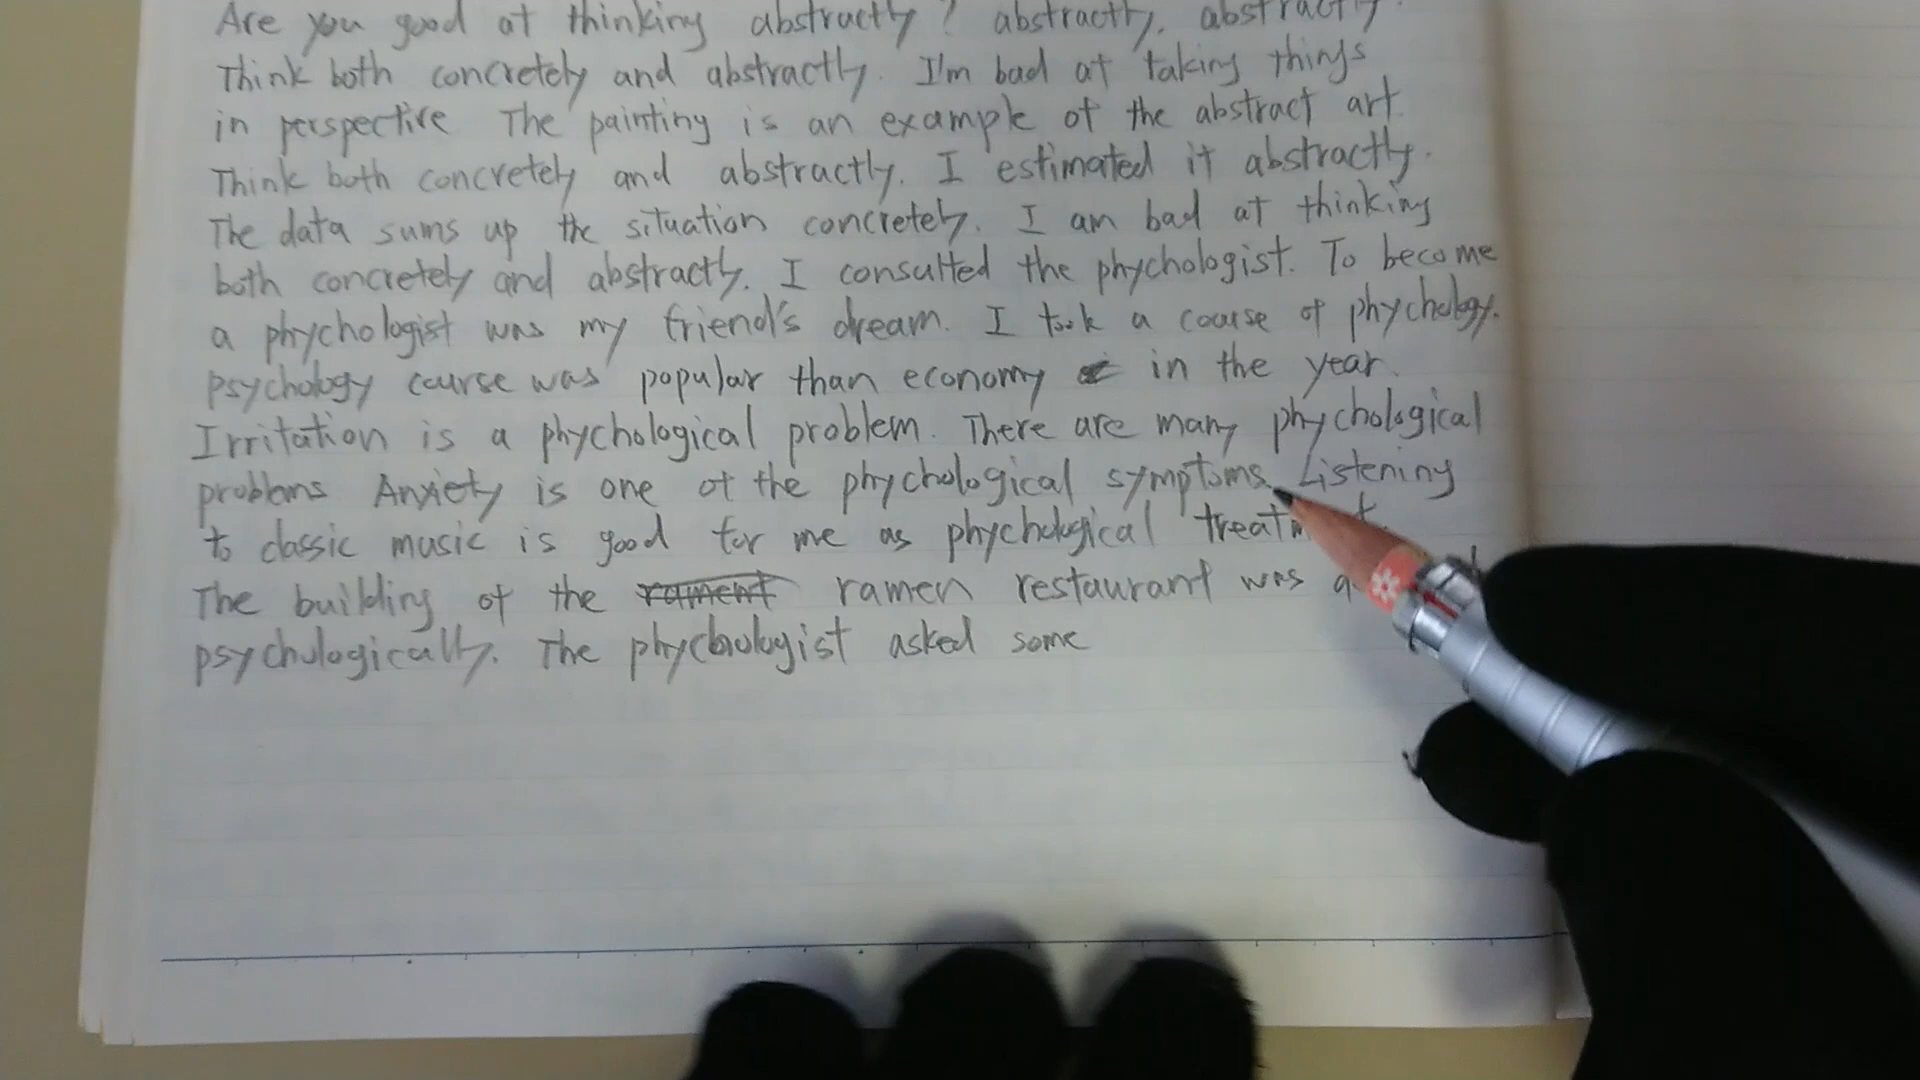 Are you good at thinking abstractly? abstractly. abstractly.
Think both concretely and abstractly. I'm bad at taking things
in perspective The painting is an example of the abstract art.
Think both concretely and abstractly. I estimated it abstractly.
The data sums up the situation concretely. I am bad at thinking
both concretely and abstractly. I consulted the phychologist. To become
a phychologist was my friend's dream. I took a course of phychology.
psychology course was popular than economy in the year.
Irritation is a phychological problem. There are many phychological
problems Anxiety is one of the phychological symptoms. Listening
to classic music is good for me as phychological
The building of the rament ramen restaurant was
psychologically. The phychologist asked some